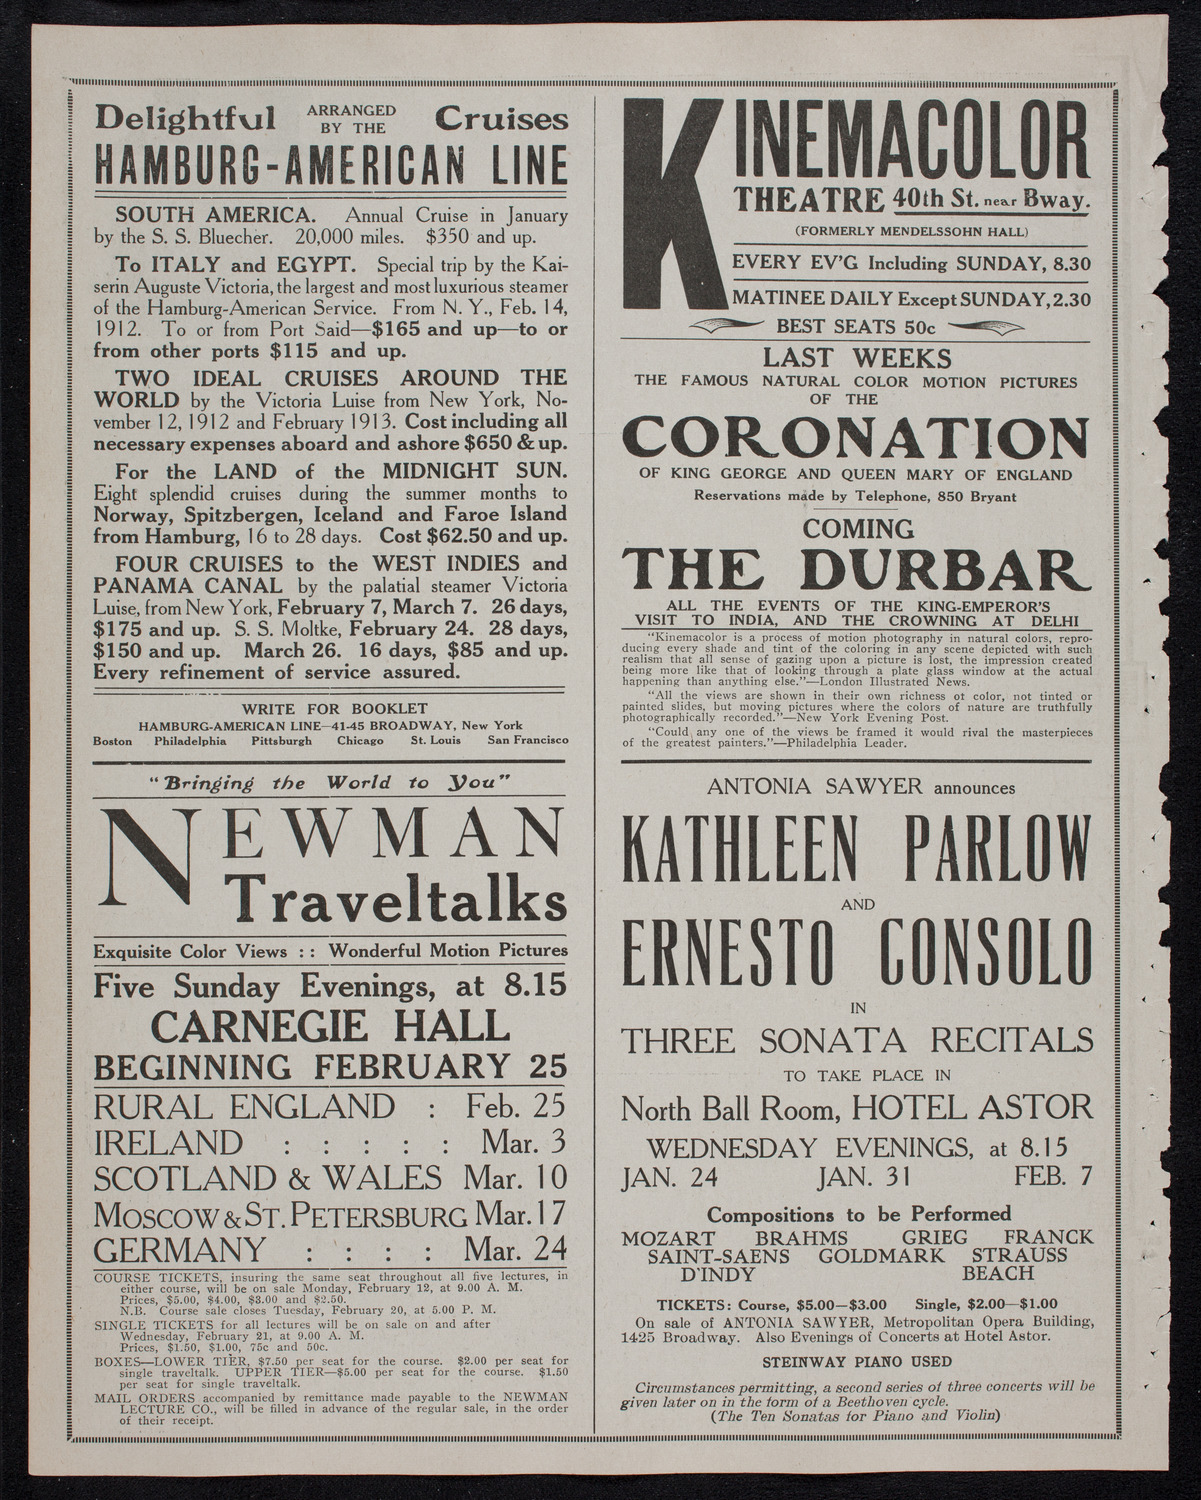 Delightful ARRANGED BY THE Cruises
HAMBURG-AMERICAN LINE
SOUTH AMERICA. Annual Cruise in January
by the S. S. Bluecher. 20,000 miles. $350 and up.
To ITALY and EGYPT. Special trip by the Kai-
serin Auguste Victoria, the largest and most luxurious steamer
of the Hamburg-American Service. From N. Y., Feb. 14,
1912. To or from Port Said—$165 and up—to or
from other ports $115 and up.
TWO IDEAL CRUISES AROUND THE
WORLD by the Victoria Luise from New York, No-
vember 12, 1912 and February 1913. Cost including all
necessary expenses aboard and ashore $650 & up.
For the LAND of the MIDNIGHT SUN.
Eight splendid cruises during the summer months to
Norway, Spitzbergen, Iceland and Faroe Island
from Hamburg, 16 to 28 days. Cost $62.50 and up.
FOUR CRUISES to the WEST INDIES and
PANAMA CANAL by the palatial steamer Victoria
Luise, from New York, February 7, March 7. 26 days,
$175 and up. S. S. Moltke, February 24. 28 days,
$150 and up. March 26. 16 days, $85 and up.
Every refinement of service assured.
WRITE FOR BOOKLET
HAMBURG-AMERICAN LINE—41-45 BROADWAY, New York
Boston Philadelphia Pittsburgh Chicago St. Louis San Francisco
"Bringing the World to You"
NEWMAN
Traveltalks
Exquisite Color Views :: Wonderful Motion Pictures
Five Sunday Evenings, at 8.15
CARNEGIE HALL
BEGINNING FEBRUARY 25
RURAL ENGLAND : Feb. 25
IRELAND : : : : : Mar. 3
SCOTLAND & WALES Mar. 10
MOSCOW & ST. PETERSBURG Mar. 17
GERMANY : : : : Mar. 24
COURSE TICKETS, insuring the same seat throughout all five lectures, in
either course, will be on sale Monday, February 12, at 9.00 A. M.
Prices, $5.00, $4.00, $3.00 and $2.50.
N.B. Course sale closes Tuesday, February 20, at 5.00 P. M.
SINGLE TICKETS for all lectures will be on sale on and after
Wednesday, February 21, at 9.00 A. M.
Prices, $1.50, $1.00, 75c and 50c.
BOXES—LOWER TIER, $7.50 per seat for the course. $2.00 per seat for
single traveltalk. UPPER TIER—$5.00 per seat for the course. $1.50
per seat for single traveltalk.
MAIL ORDERS accompanied by remittance made payable to the NEWMAN
LECTURE CO., will be filled in advance of the regular sale, in the order
of their receipt.
KINEMACOLOR
THEATRE 40th St. near Bway.
(FORMERLY MENDELSSOHN HALL)
EVERY EV'G Including SUNDAY, 8.30
MATINEE DAILY Except SUNDAY, 2.30
BEST SEATS 50c
LAST WEEKS
THE FAMOUS NATURAL COLOR MOTION PICTURES
OF THE
CORONATION
OF KING GEORGE AND QUEEN MARY OF ENGLAND
Reservations made by Telephone, 850 Bryant
COMING
THE DURBAR
ALL THE EVENTS OF THE KING-EMPEROR'S
VISIT TO INDIA, AND THE CROWNING AT DELHI
"Kinemacolor is a process of motion photography in natural colors, repro-
ducing every shade and tint of the coloring in any scene depicted with such
realism that all sense of gazing upon a picture is lost, the impression created
being more like that of looking through a plate glass window at the actual
happening than anything else."—London Illustrated News.
"All the views are shown in their own richness of color, not tinted or
painted slides, but moving pictures where the colors of nature are truthfully
photographically recorded."—New York Evening Post.
"Could any one of the views be framed it would rival the masterpieces
of the greatest painters."—Philadelphia Leader.
ANTONIA SAWYER announces
KATHLEEN PARLOW
AND
ERNESTO CONSOLO
IN
THREE SONATA RECITALS
TO TAKE PLACE IN
North Ball Room, HOTEL ASTOR
WEDNESDAY EVENINGS, at 8.15
JAN. 24 JAN. 31 FEB. 7
Compositions to be Performed
MOZART BRAHMS GRIEG FRANCK
SAINT-SAENS GOLDMARK STRAUSS
D'INDY BEACH
TICKETS: Course, $5.00—$3.00 Single, $2.00—$1.00
On sale of ANTONIA SAWYER, Metropolitan Opera Building,
1425 Broadway. Also Evenings of Concerts at Hotel Astor.
STEINWAY PIANO USED
Circumstances permitting, a second series of three concerts will be
given later on in the form of a Beethoven cycle.
(The Ten Sonatas for Piano and Violin)